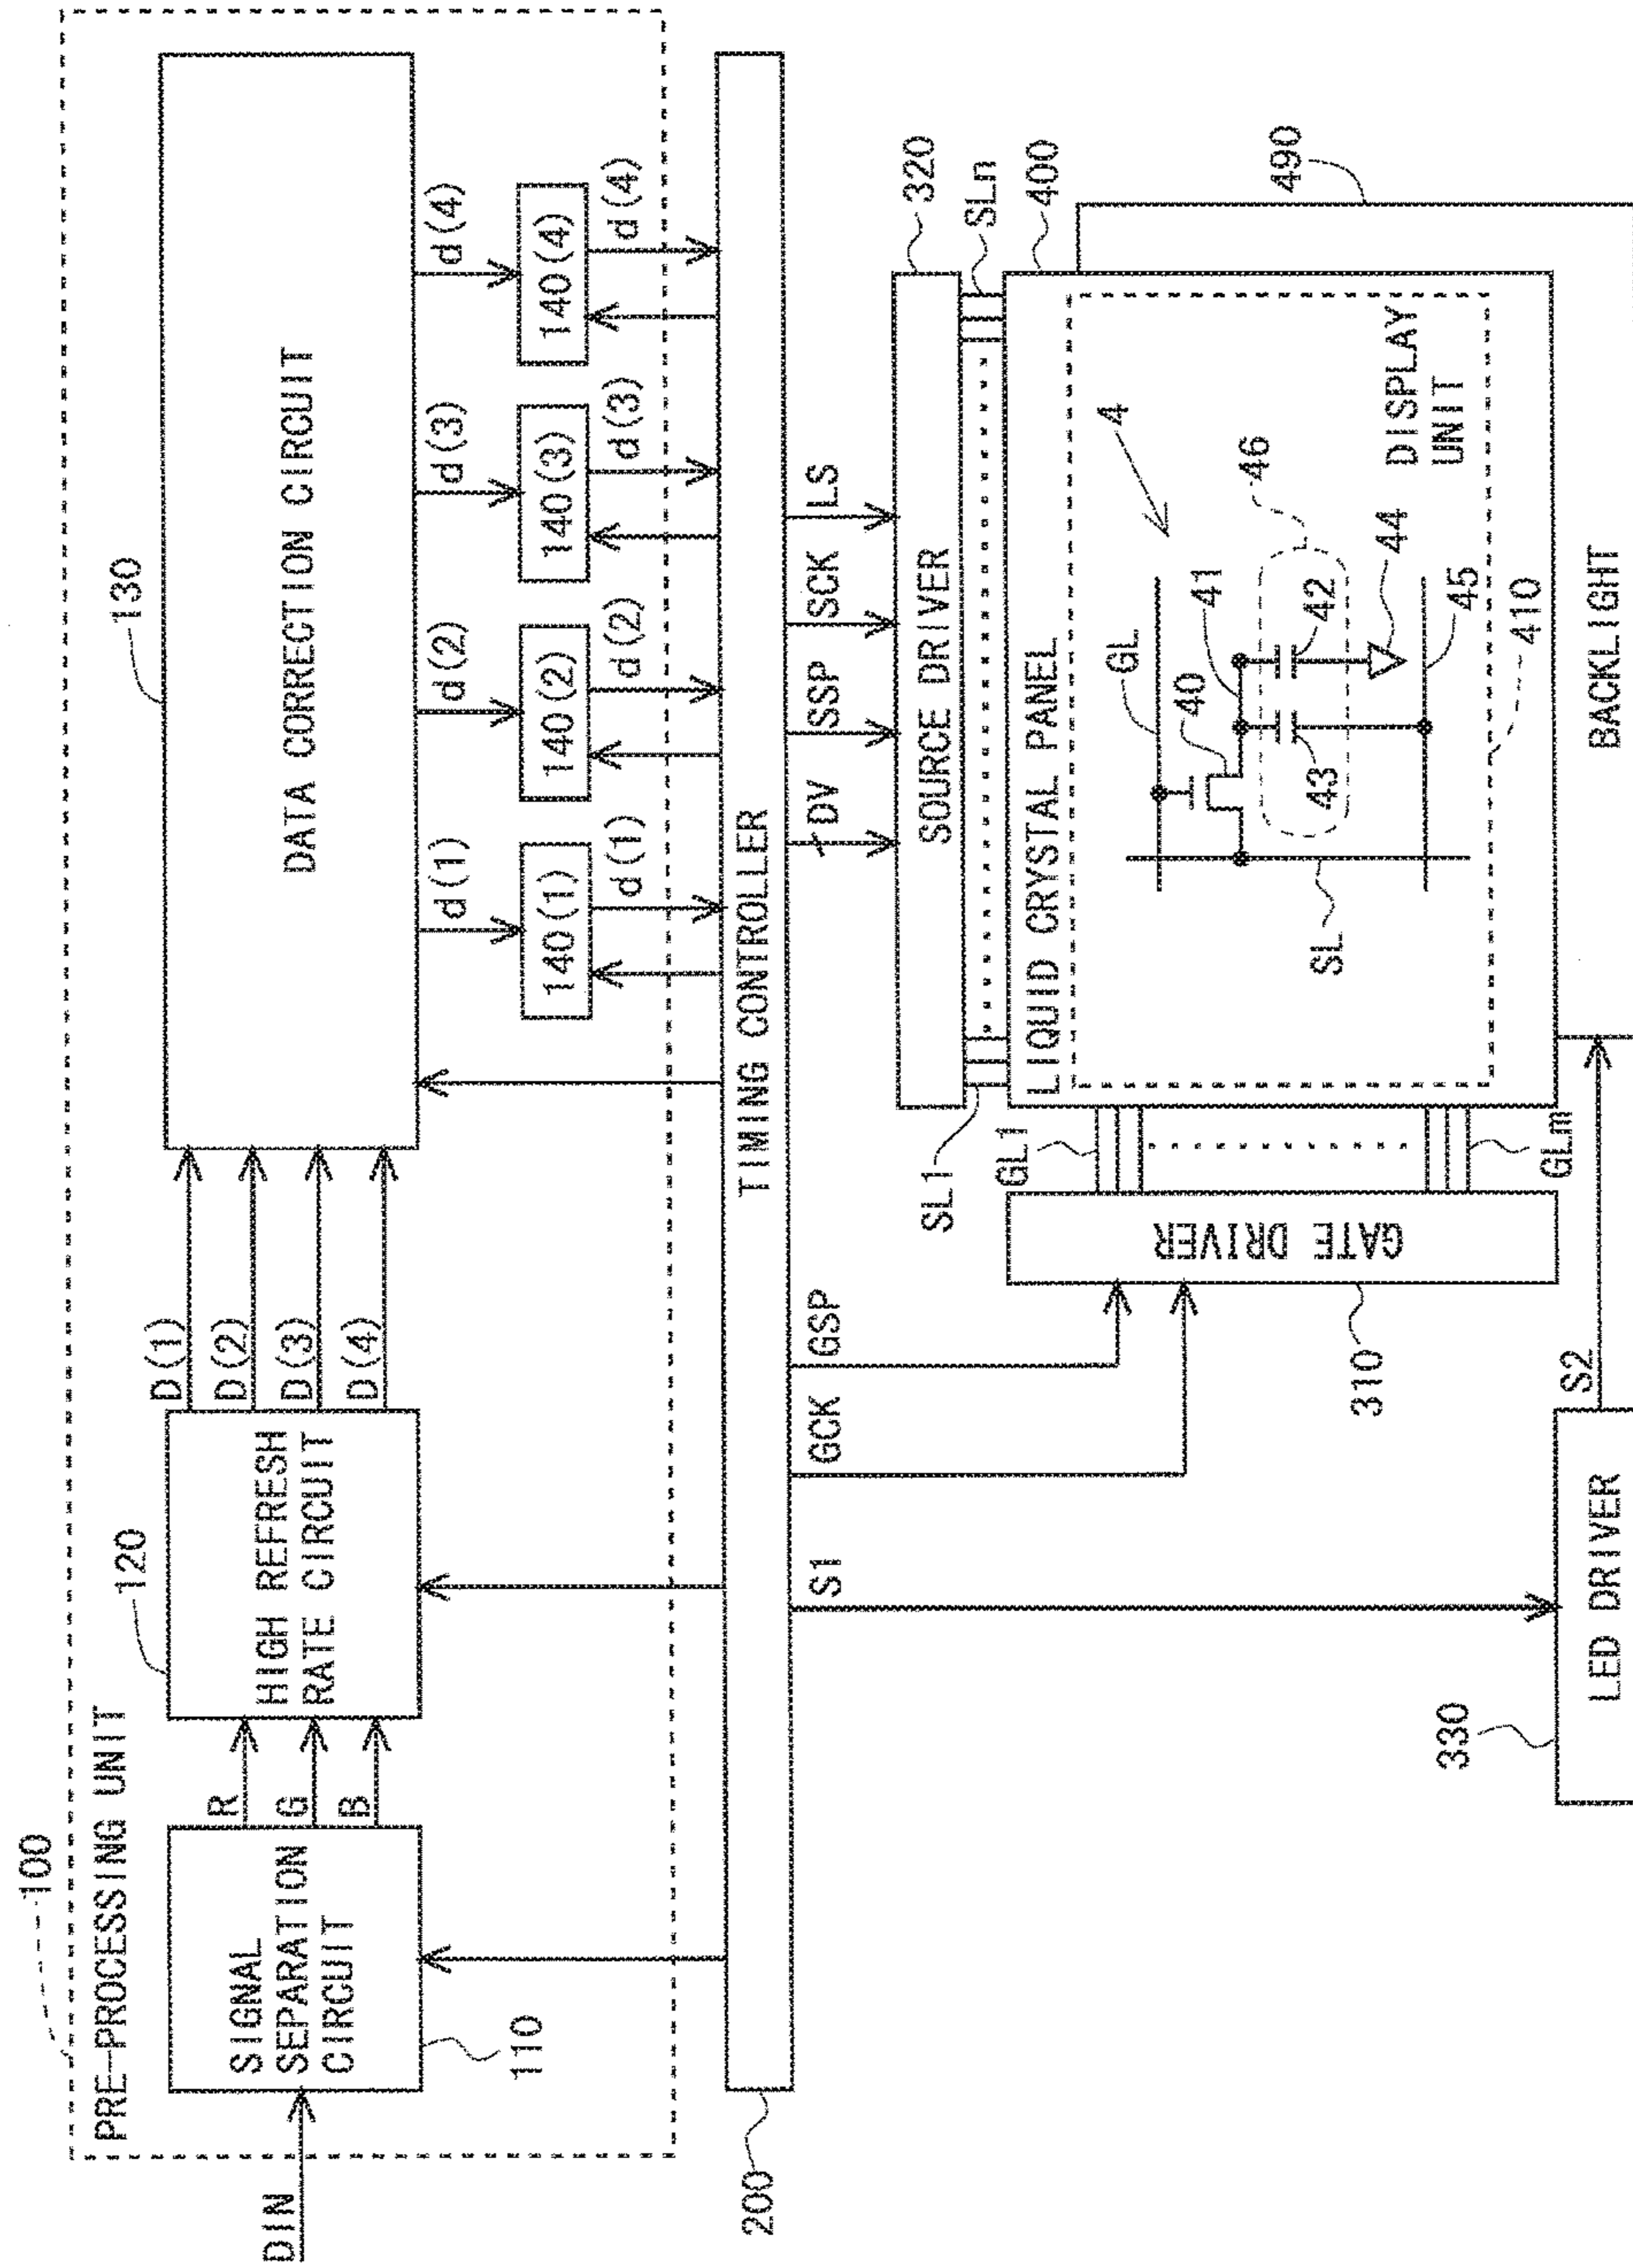 100
PRE-PROCESSING UNIT
DIN
SIGNAL
SEPARATION
CIRCUIT
110
R
G
B
120
HIGH REFRESH
RATE CIRCUIT
D(1)
D(2)
D(3)
D(4)
130
DATA CORRECTION CIRCUIT
d(1)
d(2)
d(3)
d(4)
140(1)
140(2)
140(3)
140(4)
d(1)
d(2)
d(3)
d(4)
200
TIMING CONTROLLER
S1
GCK
GSP
DV
SSP
SCK
LS
SOURCE DRIVER
320
SL1
SLn
GL1
GLm
GATE DRIVER
310
LIQUID CRYSTAL PANEL
400
GL
4
40
41
46
43
42
44
SL
45
DISPLAY
UNIT
410
490
330
LED DRIVER
S2
BACKLIGHT